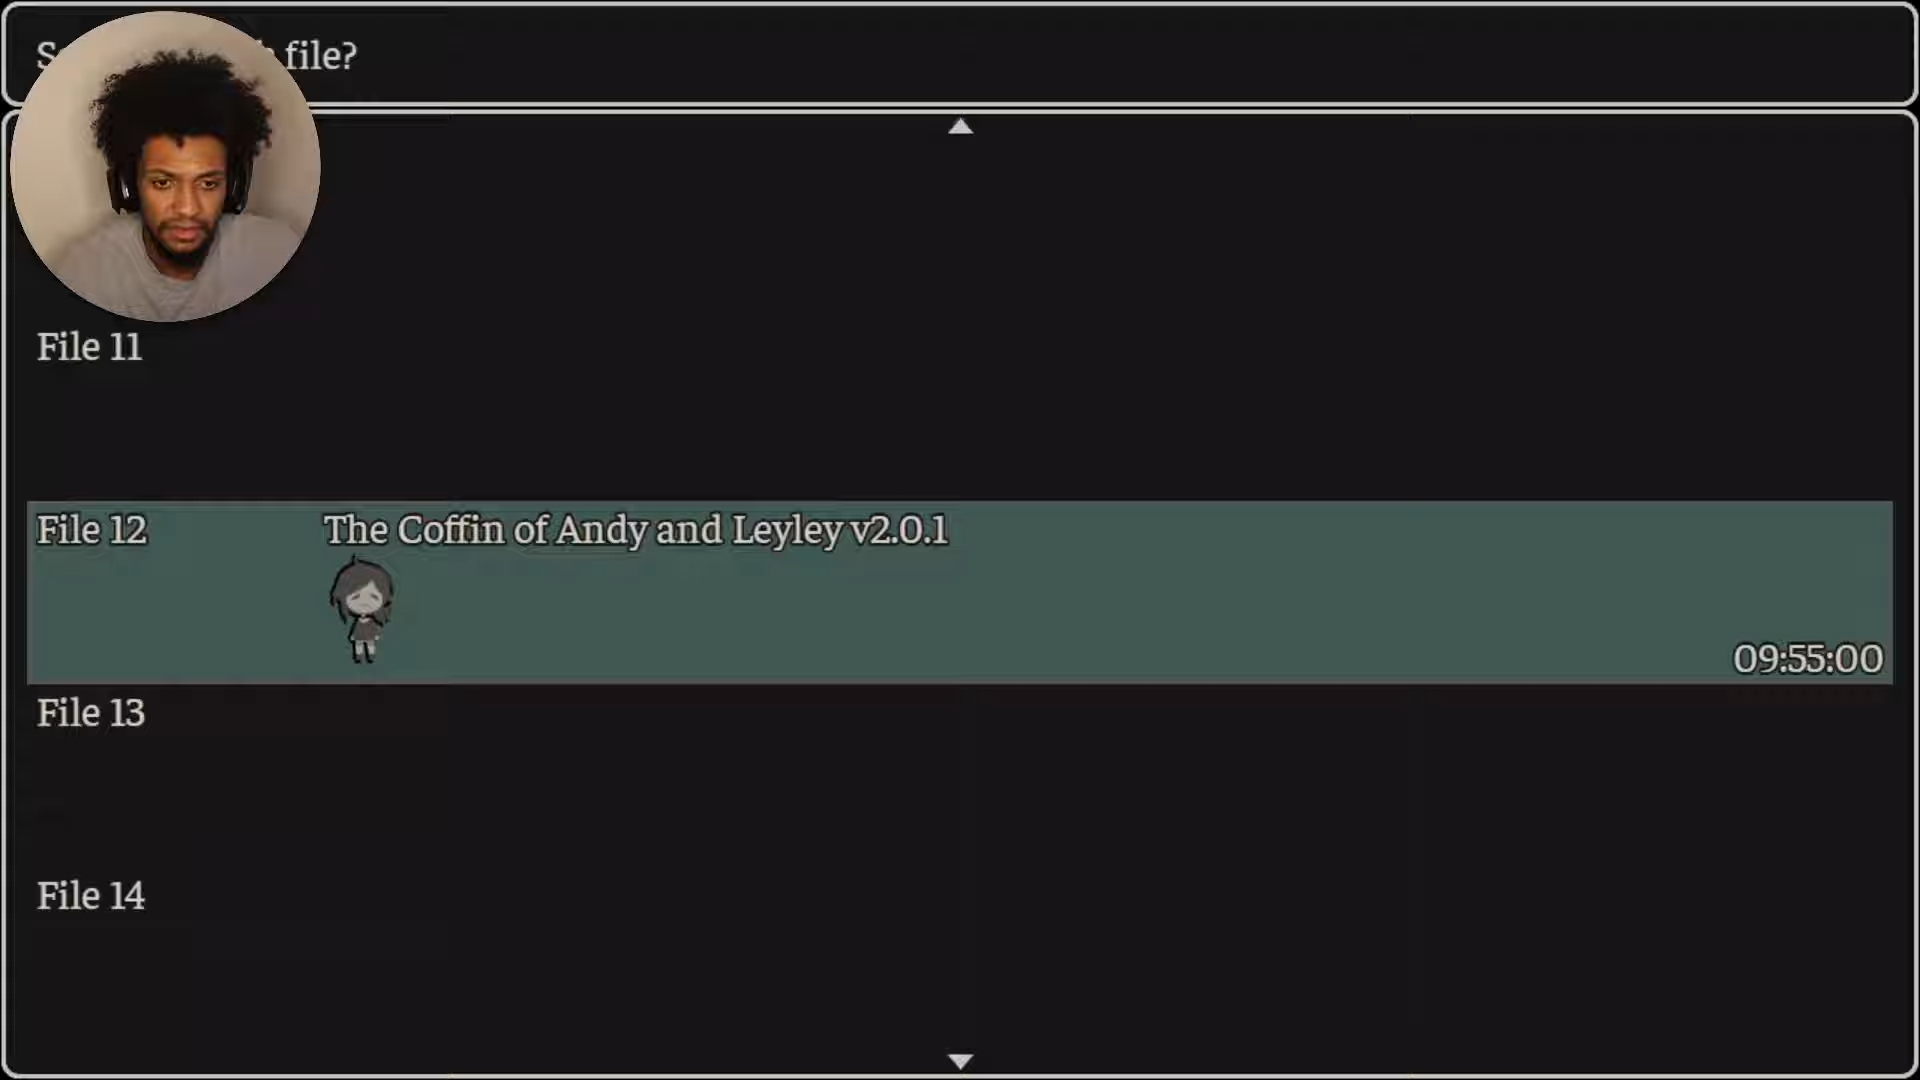 file?
File 11
File 12 The Coffin of Andy and Leyley v2.0.1
09:55:00
File 13
File 14